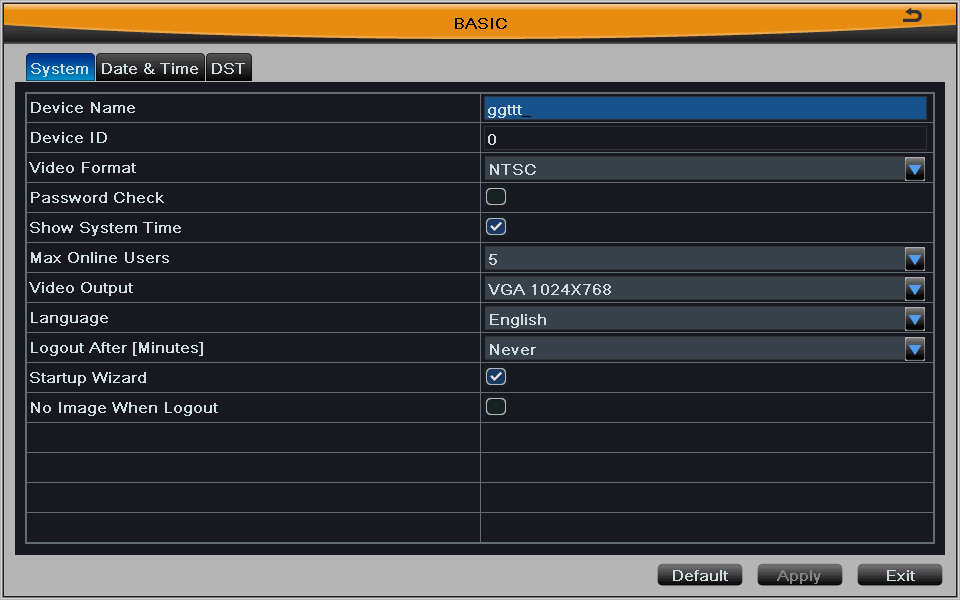 BASIC
System Date & Time DST
Device Name ggttt_
Device ID 0
Video Format NTSC
Password Check
Show System Time
Max Online Users 5
Video Output VGA 1024X768
Language English
Logout After [Minutes] Never
Startup Wizard
No Image When Logout
Default Apply Exit